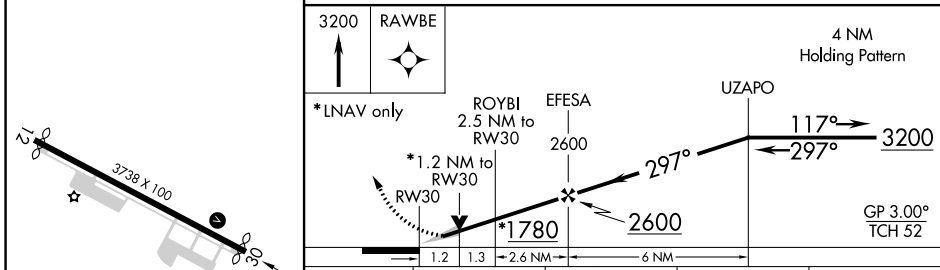 3200 RAWBE
4 NM
Holding Pattern
*LNAV only
UZAPO
EFESA
ROYBI
2.5 NM to
RW30
2600
117°
297°
3200
297°
*1.2 NM to
RW30
RW30
*1780
2600
GP 3.00°
TCH 52
1.2 1.3 2.6 NM 6 NM
12
3738 X 100
V
30